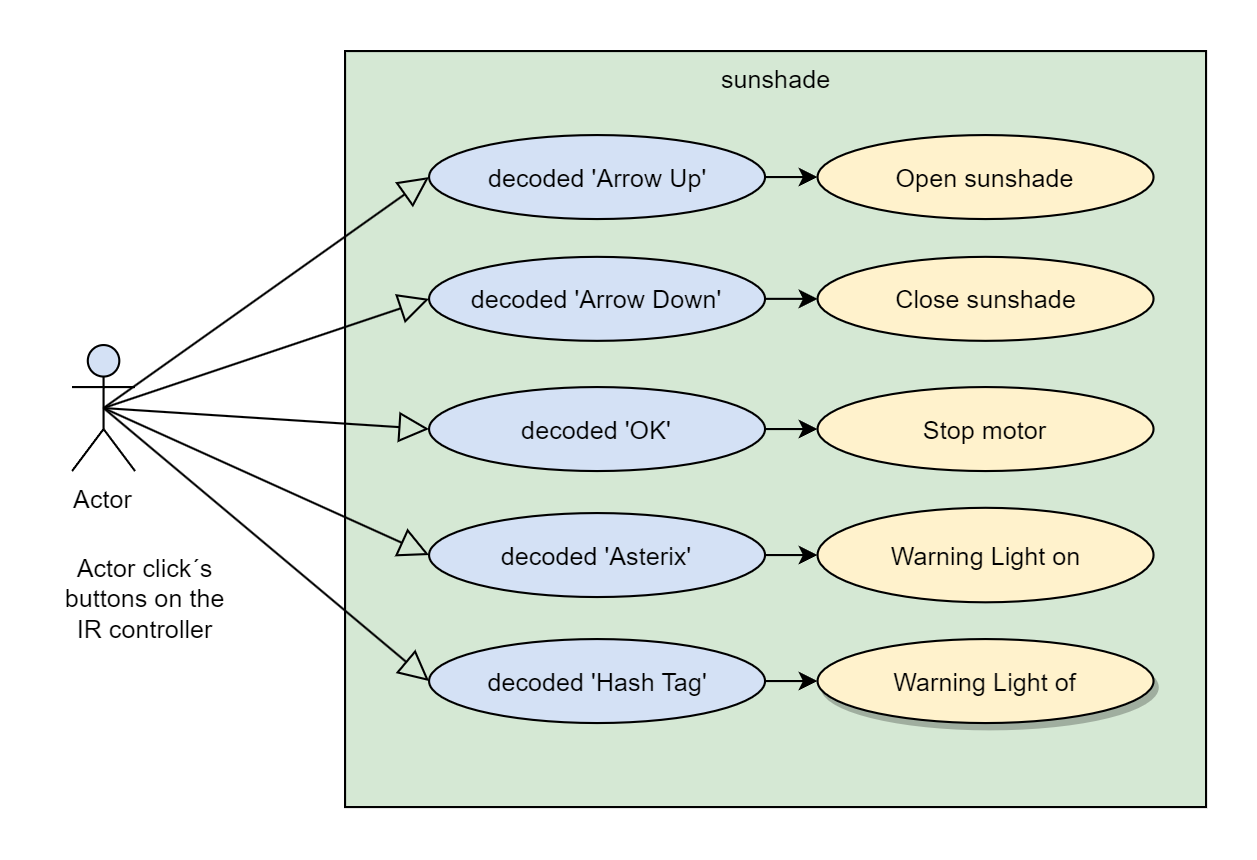 sunshade
decoded 'Arrow Up'
Open sunshade
decoded 'Arrow Down'
Close sunshade
decoded 'OK'
Stop motor
decoded 'Asterix'
Warning Light on
decoded 'Hash Tag'
Warning Light of
Actor
Actor click´s
buttons on the
IR controller